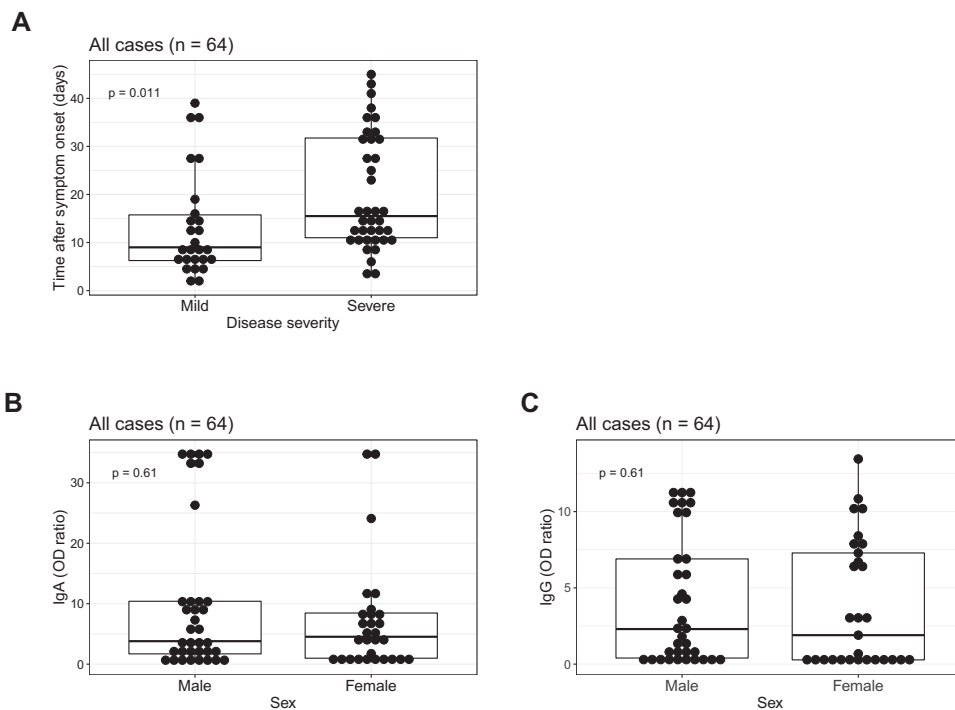 A
All cases (n = 64)
p = 0.011
Time after symptom onset (days)
40
30
20
10
0
Mild Severe
Disease severity
B
All cases (n = 64)
p = 0.61
IgA (OD ratio)
30
20
10
0
Male Female
Sex
C
All cases (n = 64)
p = 0.61
IgG (OD ratio)
10
5
0
Male Female
Sex